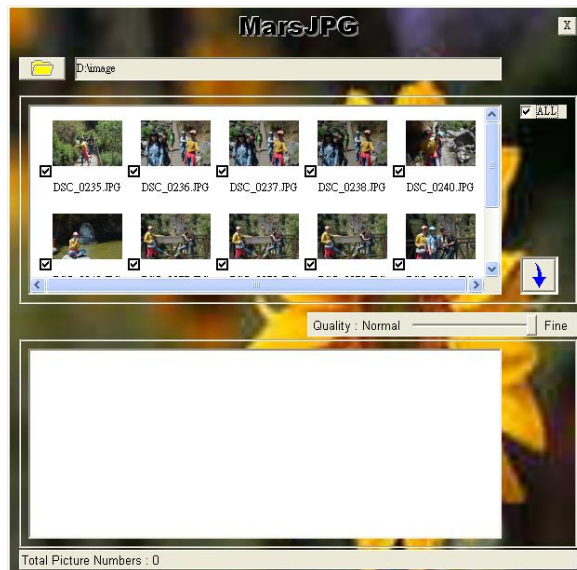 MarsJPG
X
D:\image
ALL
DSC_0235.JPG DSC_0236.JPG DSC_0237.JPG DSC_0238.JPG DSC_0240.JPG
Quality : Normal Fine
Total Picture Numbers : 0